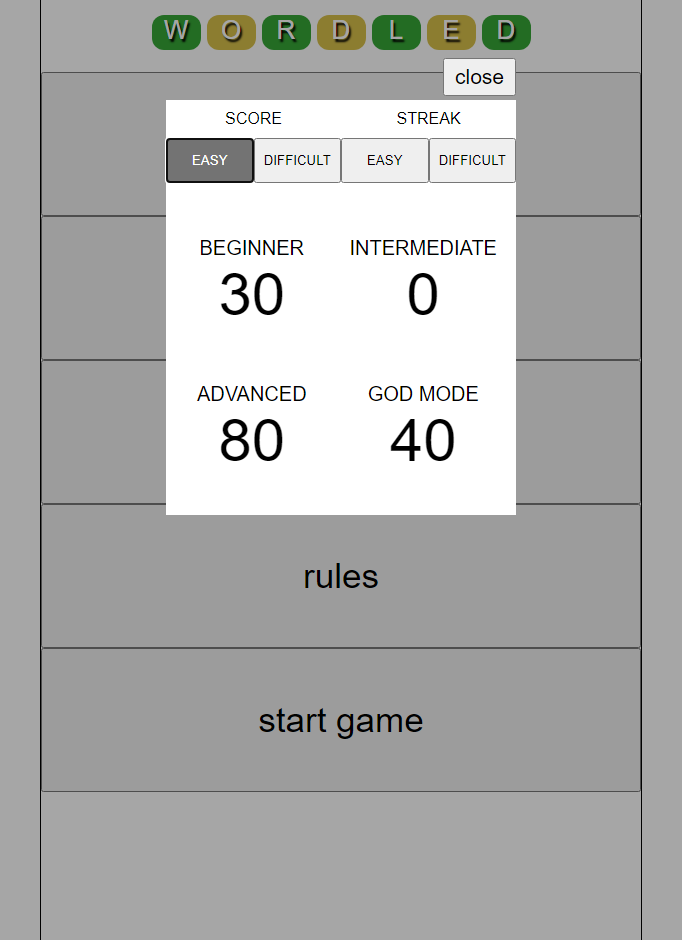 WORDLED
close
SCORE STREAK
EASY DIFFICULT EASY DIFFICULT
BEGINNER INTERMEDIATE
30 0
ADVANCED GOD MODE
80 40
rules
start game